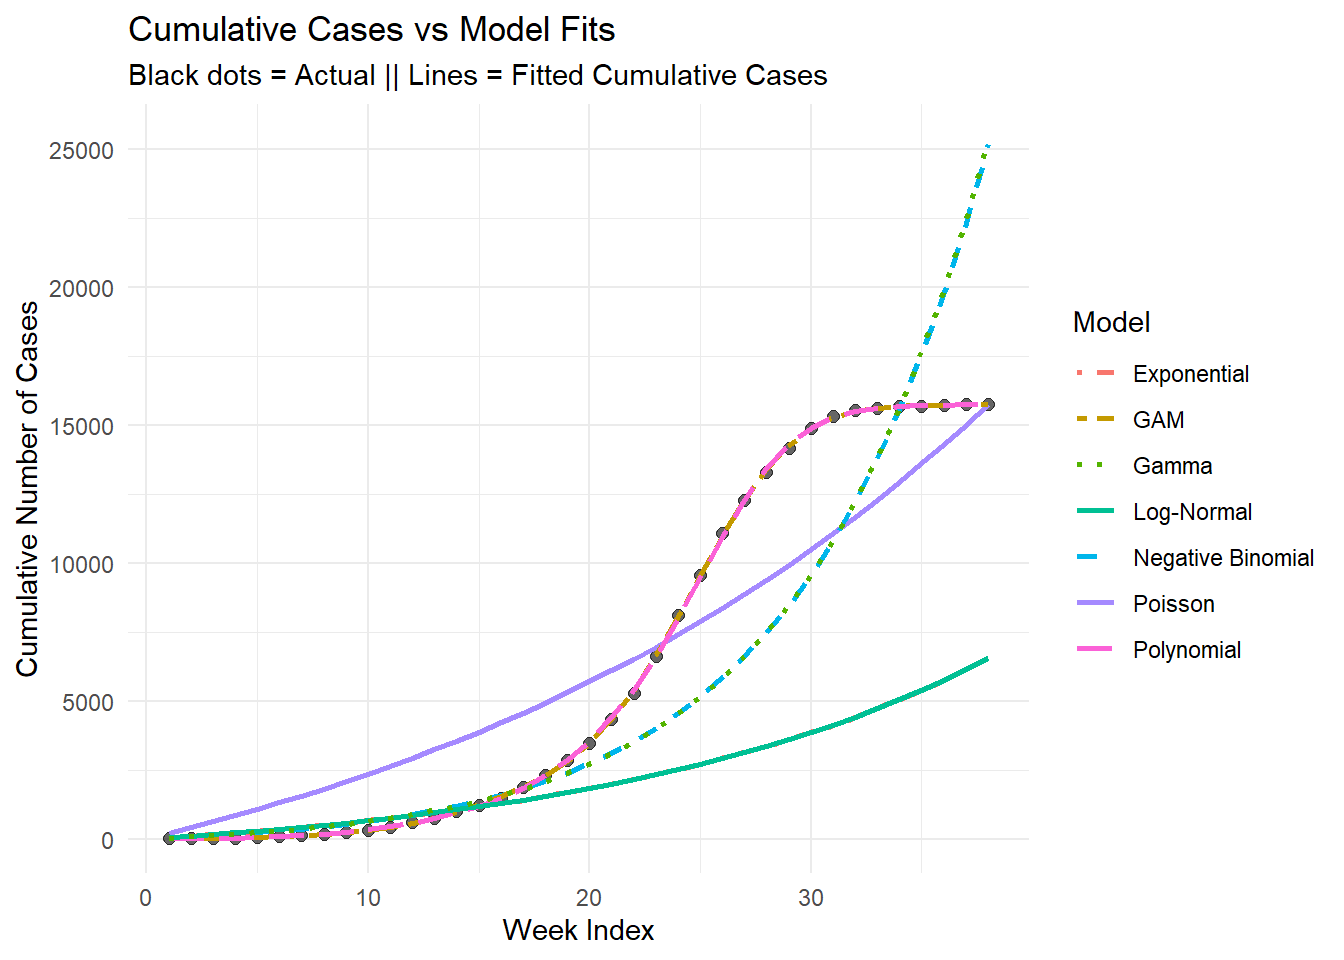 Cumulative Cases vs Model Fits
Black dots = Actual || Lines = Fitted Cumulative Cases
Cumulative Number of Cases
25000
20000
15000
10000
5000
0
0
10
20
30
Week Index
Model
Exponential
GAM
Gamma
Log-Normal
Negative Binomial
Poisson
Polynomial